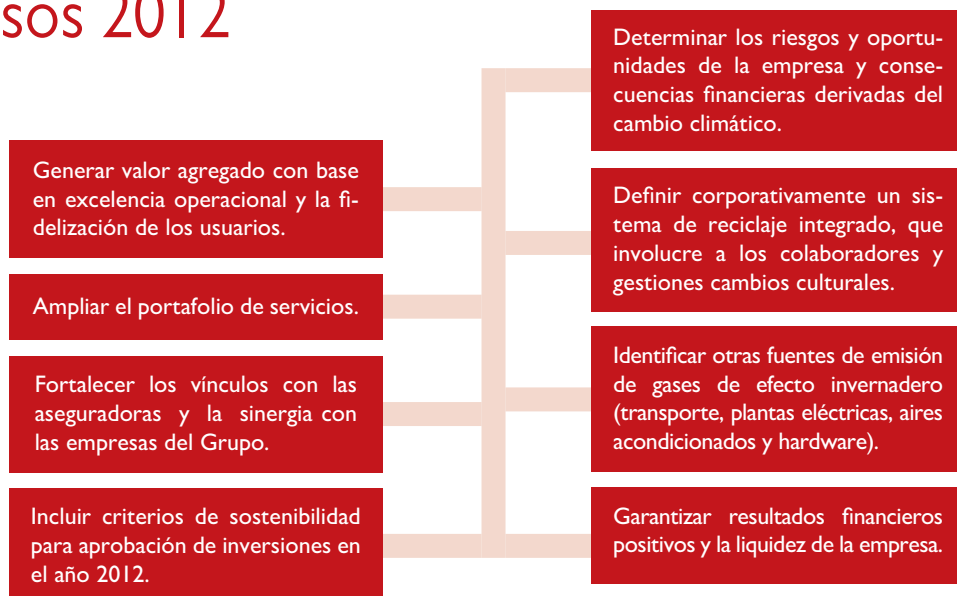 sos 2012
Generar valor agregado con base
en excelencia operacional y la fi-
delización de los usuarios.
Ampliar el portafolio de servicios.
Fortalecer los vínculos con las
aseguradoras y la sinergia con
las empresas del Grupo.
Incluir criterios de sostenibilidad
para aprobación de inversiones en
el año 2012.
Determinar los riesgos y oportu-
nidades de la empresa y conse-
cuencias financieras derivadas del
cambio climático.
Definir corporativamente un sis-
tema de reciclaje integrado, que
involucre a los colaboradores y
gestiones cambios culturales.
Identificar otras fuentes de emisión
de gases de efecto invernadero
(transporte, plantas eléctricas, aires
acondicionados y hardware).
Garantizar resultados financieros
positivos y la liquidez de la empresa.